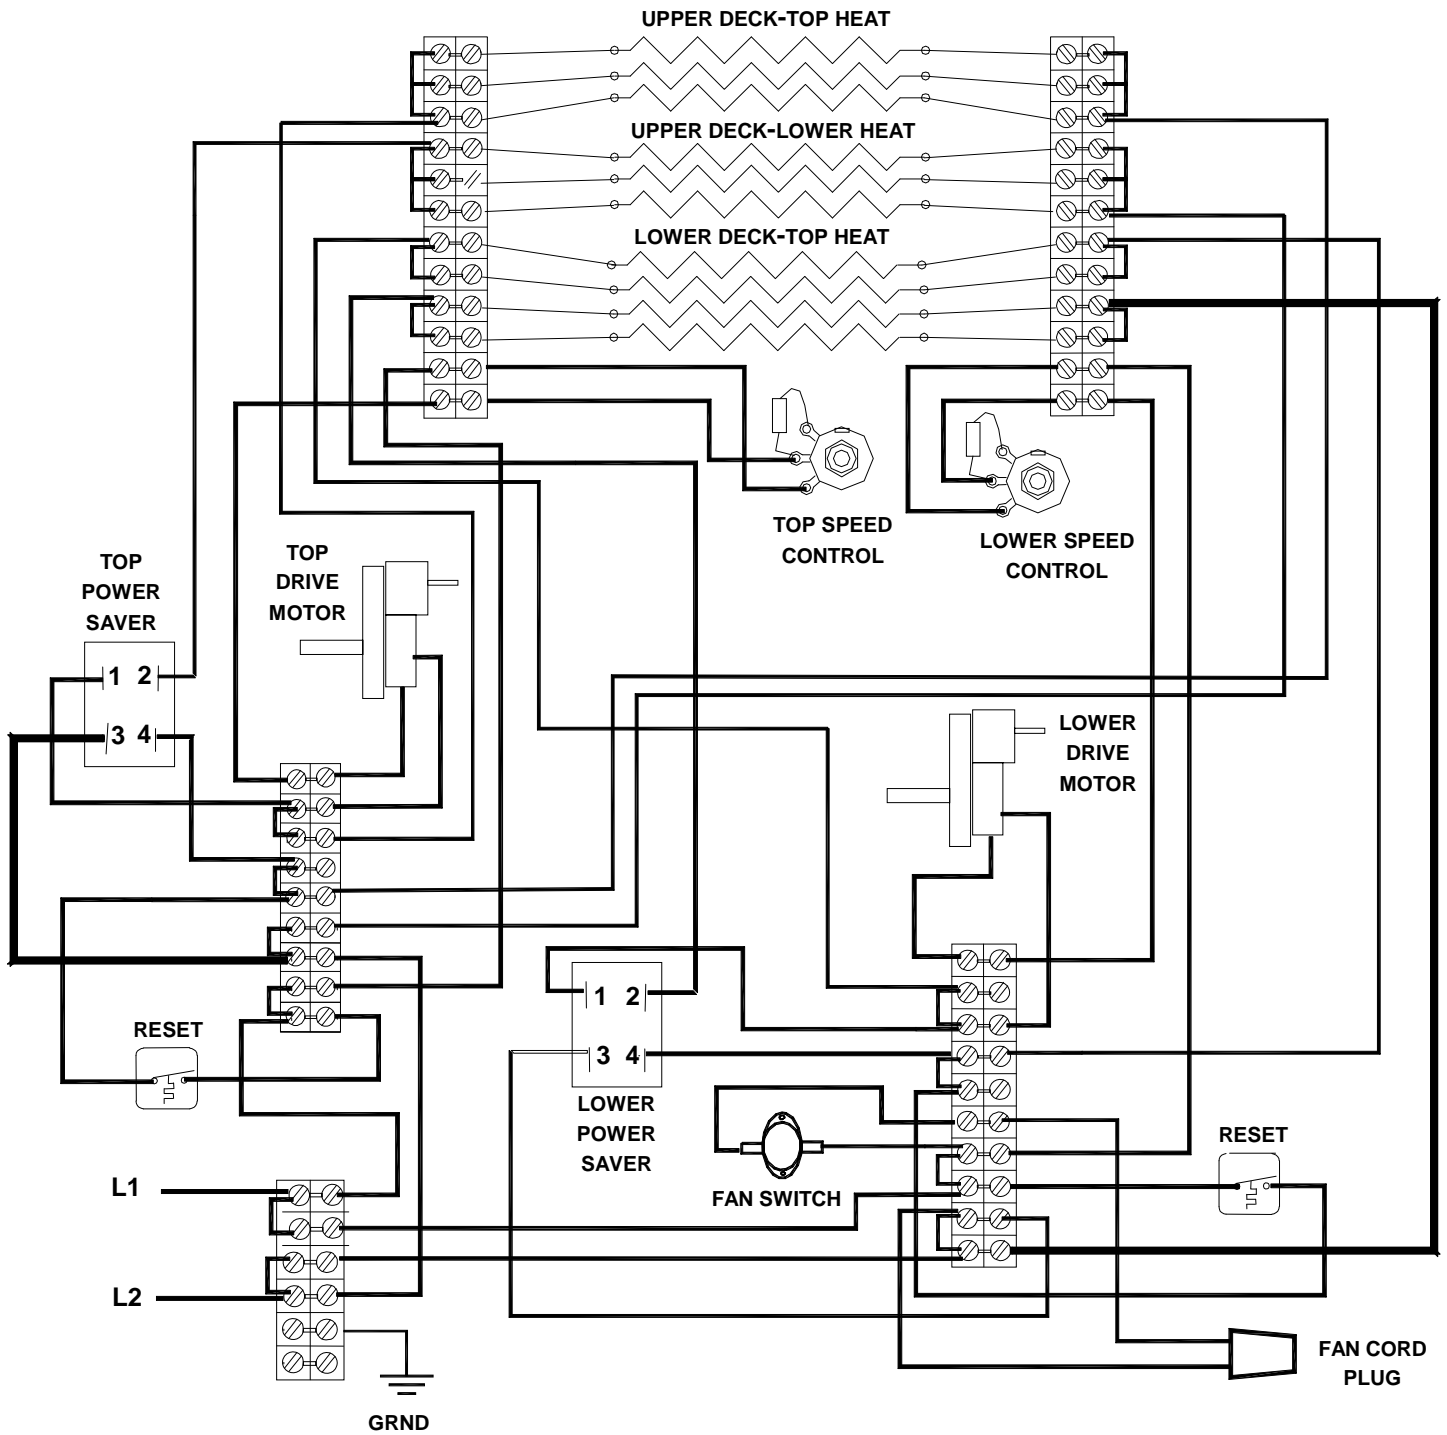 UPPER DECK-TOP HEAT
UPPER DECK-LOWER HEAT
LOWER DECK-TOP HEAT
TOP SPEED
CONTROL
LOWER SPEED
CONTROL
TOP
POWER
SAVER
1 2
3 4
TOP
DRIVE
MOTOR
LOWER
DRIVE
MOTOR
1 2
3 4
LOWER
POWER
SAVER
RESET
FAN SWITCH
RESET
L1
L2
GRND
FAN CORD
PLUG